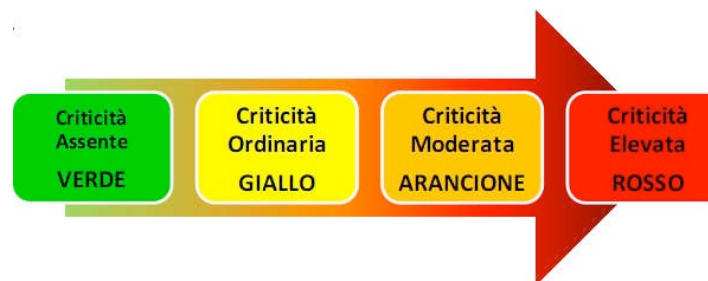 Criticità
Assente
VERDE
Criticità
Ordinaria
GIALLO
Criticità
Moderata
ARANCIONE
Criticità
Elevata
ROSSO